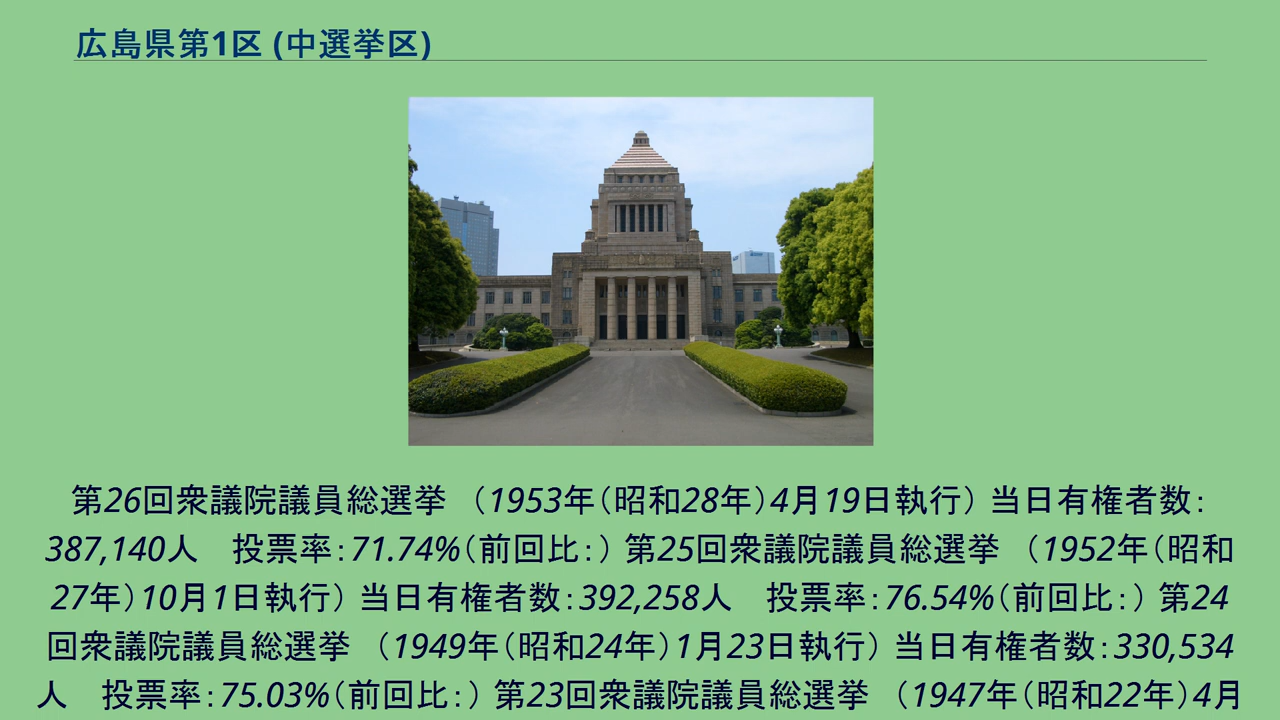 広島県第1区 (中選挙区)
第26回衆議院議員総選挙　（1953年（昭和28年）4月19日執行） 当日有権者数：
387,140人　投票率：71.74%（前回比：） 第25回衆議院議員総選挙　（1952年（昭和
27年）10月1日執行） 当日有権者数：392,258人　投票率：76.54%（前回比：） 第24
回衆議院議員総選挙　（1949年（昭和24年）1月23日執行） 当日有権者数：330,534
人　投票率：75.03%（前回比：） 第23回衆議院議員総選挙　（1947年（昭和22年）4月